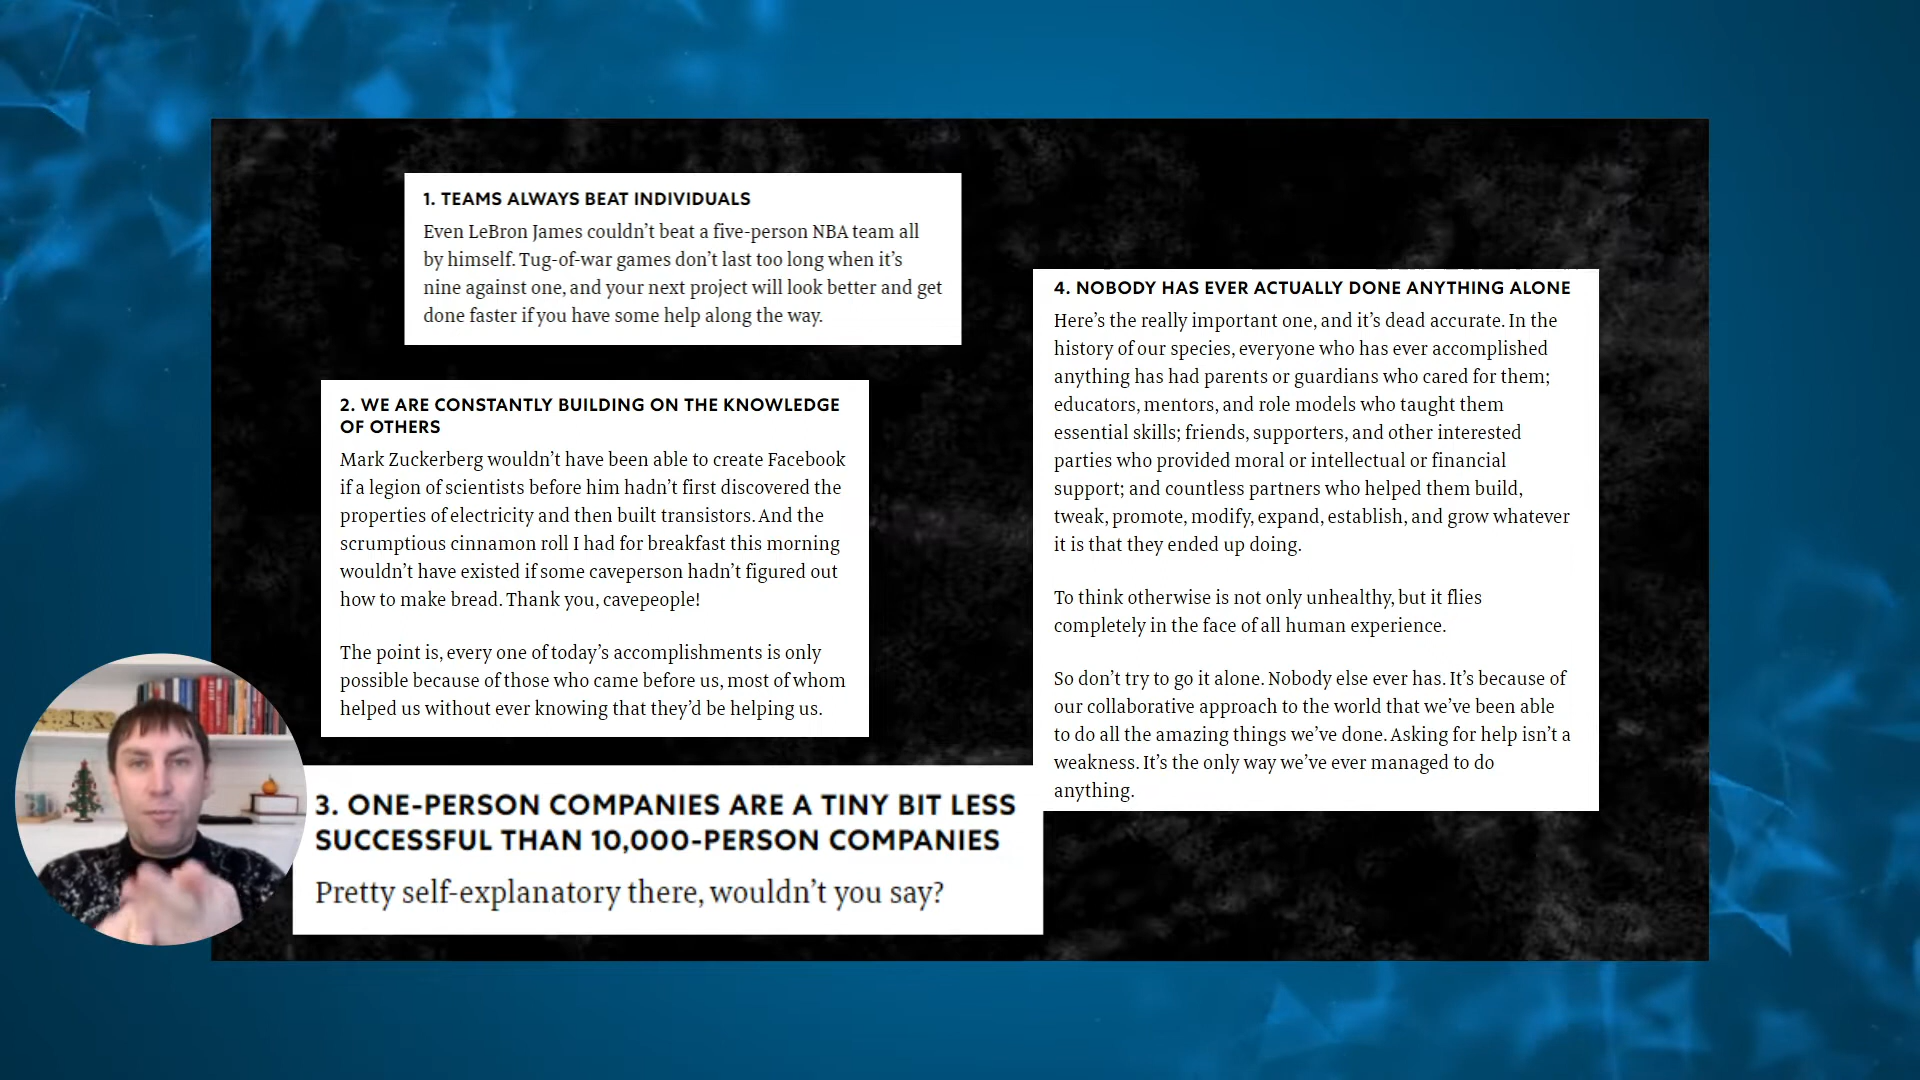 1. TEAMS ALWAYS BEAT INDIVIDUALS
Even LeBron James couldn’t beat a five-person NBA team all
by himself. Tug-of-war games don’t last too long when it’s
nine against one, and your next project will look better and get
done faster if you have some help along the way.
2. WE ARE CONSTANTLY BUILDING ON THE KNOWLEDGE
OF OTHERS
Mark Zuckerberg wouldn’t have been able to create Facebook
if a legion of scientists before him hadn’t first discovered the
properties of electricity and then built transistors. And the
scrumptious cinnamon roll I had for breakfast this morning
wouldn’t have existed if some caveperson hadn’t figured out
how to make bread. Thank you, cavepeople!
The point is, every one of today’s accomplishments is only
possible because of those who came before us, most of whom
helped us without ever knowing that they’d be helping us.
3. ONE-PERSON COMPANIES ARE A TINY BIT LESS
SUCCESSFUL THAN 10,000-PERSON COMPANIES
Pretty self-explanatory there, wouldn’t you say?
4. NOBODY HAS EVER ACTUALLY DONE ANYTHING ALONE
Here’s the really important one, and it’s dead accurate. In the
history of our species, everyone who has ever accomplished
anything has had parents or guardians who cared for them;
educators, mentors, and role models who taught them
essential skills; friends, supporters, and other interested
parties who provided moral or intellectual or financial
support; and countless partners who helped them build,
tweak, promote, modify, expand, establish, and grow whatever
it is that they ended up doing.
To think otherwise is not only unhealthy, but it flies
completely in the face of all human experience.
So don’t try to go it alone. Nobody else ever has. It’s because of
our collaborative approach to the world that we’ve been able
to do all the amazing things we’ve done. Asking for help isn’t a
weakness. It’s the only way we’ve ever managed to do
anything.